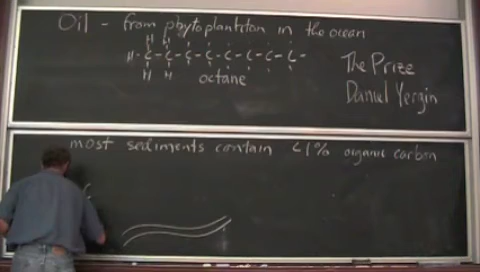 Oil - from phytoplankton in the ocean
H H
H-C-C-C-C-C-C-C-C-
H H
octane
The Prize
Daniel Yergin
most sediments contain <1% organic carbon